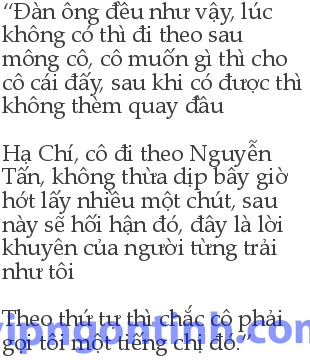 “Đàn ông đều như vậy, lúc
không có thì đi theo sau
mông cô, cô muốn gì thì cho
cô cái đấy, sau khi có được thì
không thèm quay đầu
Hạ Chí, cô đi theo Nguyễn
Tấn, không thừa dịp bây giờ
hớt lấy nhiều một chút, sau
này sẽ hối hận đó, đây là lời
khuyên của người từng trải
như tôi
Theo thứ tự thì chắc cô phải
gọi tôi một tiếng chị đó.”
vipngontinh.com